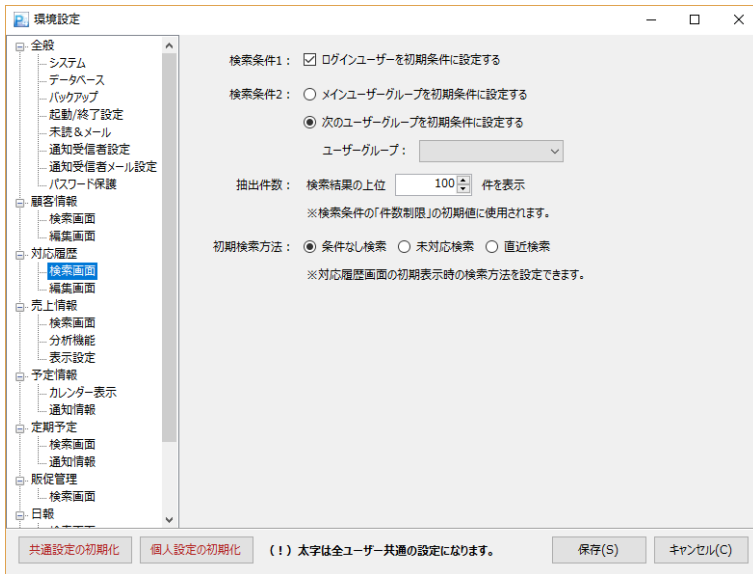 環境設定
全般
システム
データベース
バックアップ
起動/終了設定
未読＆メール
通知受信者設定
通知受信者メール設定
パスワード保護
顧客情報
検索画面
編集画面
対応履歴
検索画面
編集画面
売上情報
検索画面
分析機能
表示設定
予定情報
カレンダー表示
通知情報
定期予定
検索画面
通知情報
販促管理
検索画面
日報
検索条件1： ログインユーザーを初期条件に設定する
検索条件2： メインユーザーグループを初期条件に設定する
次のユーザーグループを初期条件に設定する
ユーザーグループ：
抽出件数： 検索結果の上位 100 件を表示
※検索条件の「件数制限」の初期値に使用されます。
初期検索方法： 条件なし検索 未対応検索 直近検索
※対応履歴画面の初期表示時の検索方法を設定できます。
共通設定の初期化 個人設定の初期化 (！) 太字は全ユーザー共通の設定になります。 保存(S) キャンセル(C)